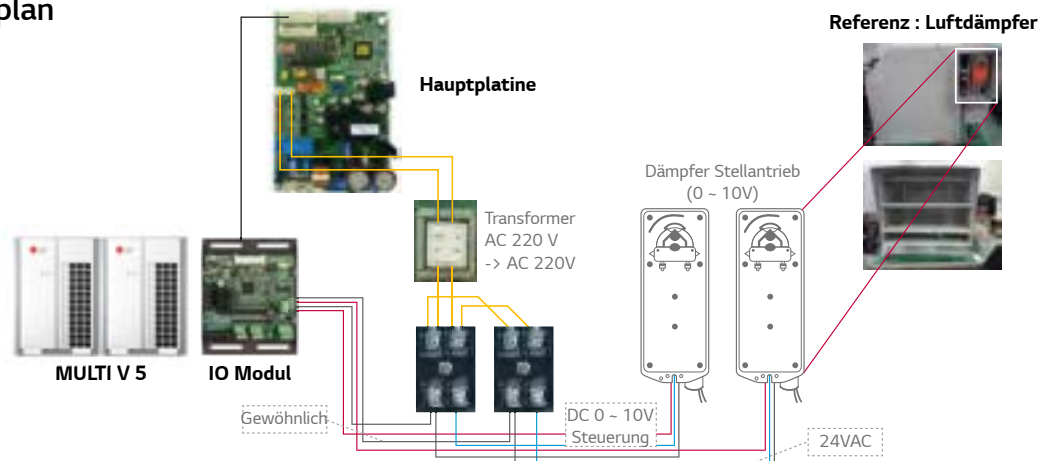 plan
Referenz : Luftdämpfer
Hauptplatine
Dämpfer Stellantrieb
(0 ~ 10V)
Transformer
AC 220 V
-> AC 220V
MULTI V 5
IO Modul
Gewöhnlich
DC 0 ~ 10V
Steuerung
24VAC